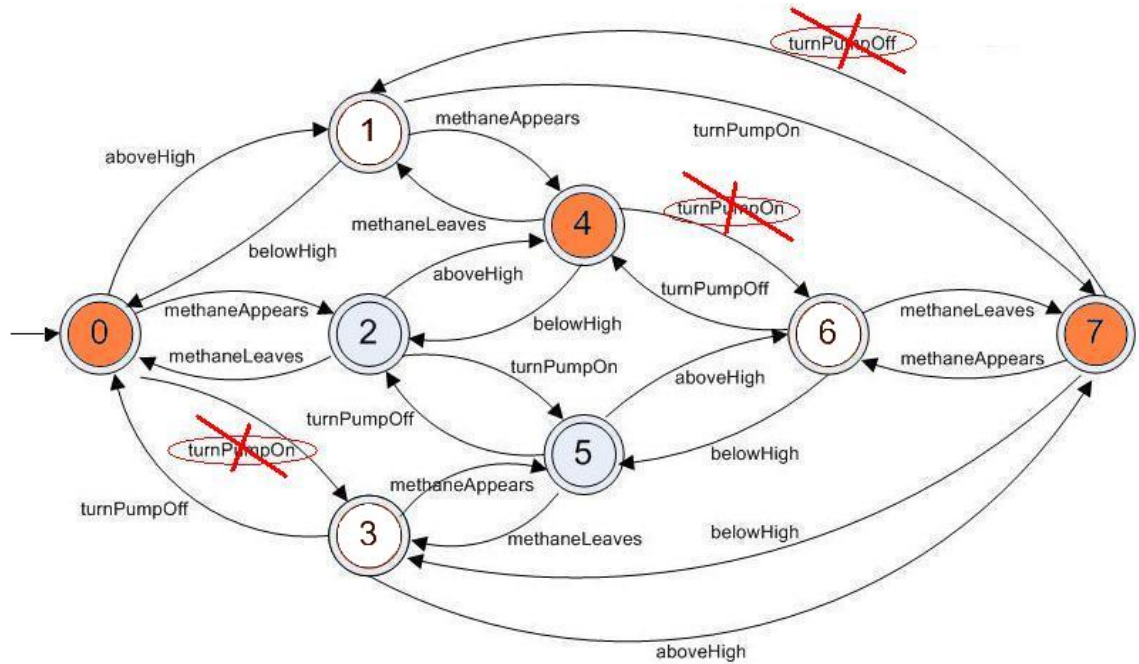 turnPumpOff
1
methaneAppears
turnPumpOn
aboveHigh
turnPumpOn
4
methaneLeaves
belowHigh
aboveHigh
turnPumpOff
methaneAppears
methaneLeaves
0
2
belowHigh
6
7
methaneLeaves
methaneAppears
turnPumpOn
aboveHigh
turnPumpOff
turnPumpOn
5
belowHigh
methaneAppears
turnPumpOff
3
methaneLeaves
belowHigh
aboveHigh